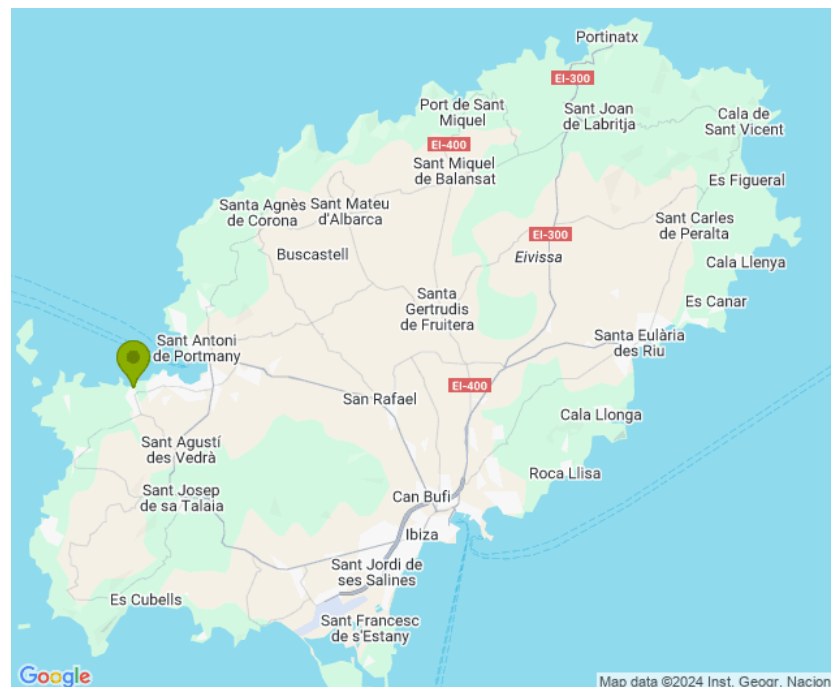 Portinatx
EI-300
Port de Sant
Miquel
Sant Joan
de Labritja
Cala de
Sant Vicent
EI-400
Sant Miquel
de Balansat
Es Figueral
Santa Agnès
de Corona
Sant Mateu
d'Albarca
Sant Carles
de Peralta
EI-300
Buscastell
Eivissa
Cala Llenya
Santa
Gertrudis
de Fruitera
Es Canar
Sant Antoni
de Portmany
Santa Eulària
des Riu
EI-400
San Rafael
Cala Llonga
Sant Agustí
des Vedrà
Roca Llisa
Sant Josep
de sa Talaia
Can Bufi
Ibiza
Sant Jordi de
ses Salines
Es Cubells
Sant Francesc
de s'Estany
Google
Map data ©2024 Inst. Geogr. Nacion